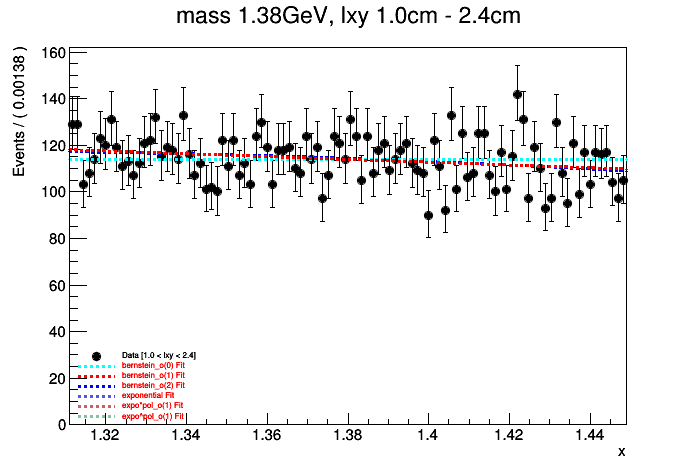 mass 1.38GeV, lxy 1.0cm - 2.4cm
Events / ( 0.00138 )
160
140
120
100
80
60
40
20
0
Data [1.0 < lxy < 2.4]
bernstein_o(0) Fit
bernstein_o(1) Fit
bernstein_o(2) Fit
exponential Fit
expo*pol_o(1) Fit
expo*pol_o(1) Fit
1.32 1.34 1.36 1.38 1.4 1.42 1.44
x